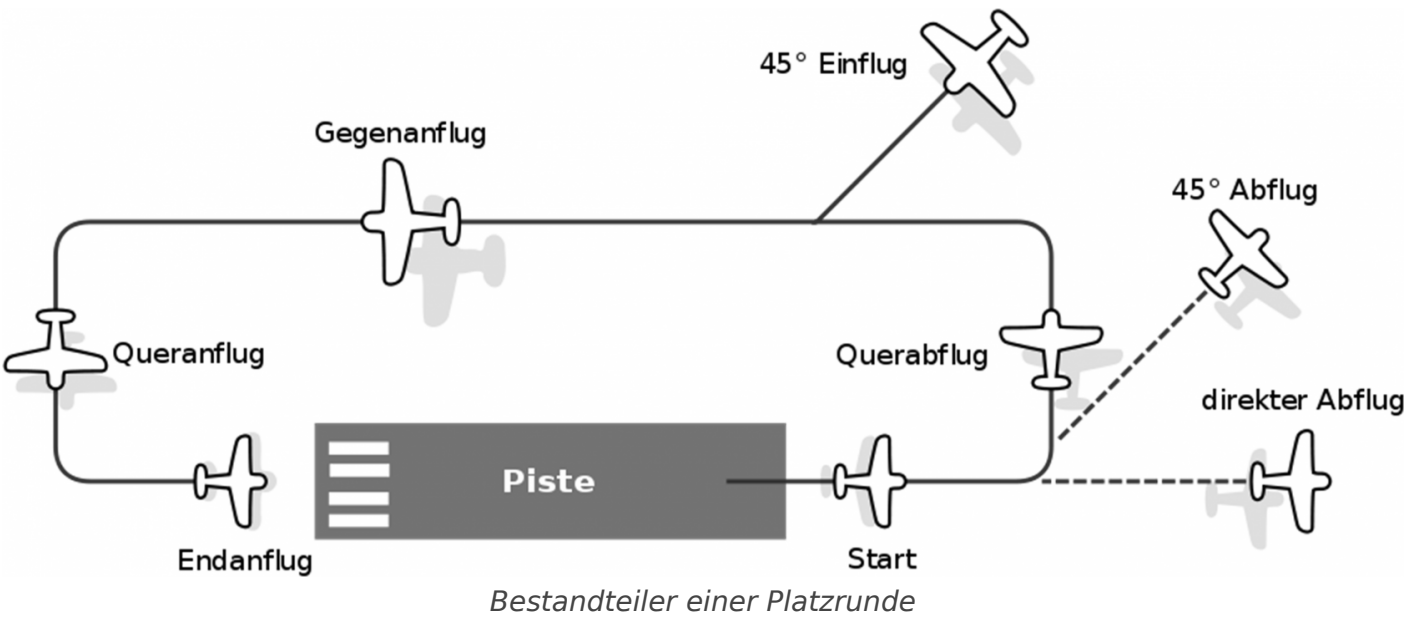 45° Einflug
Gegenanflug
45° Abflug
Queranflug
Querabflug
direkter Abflug
Piste
Endanflug
Start
Bestandteiler einer Platzrunde